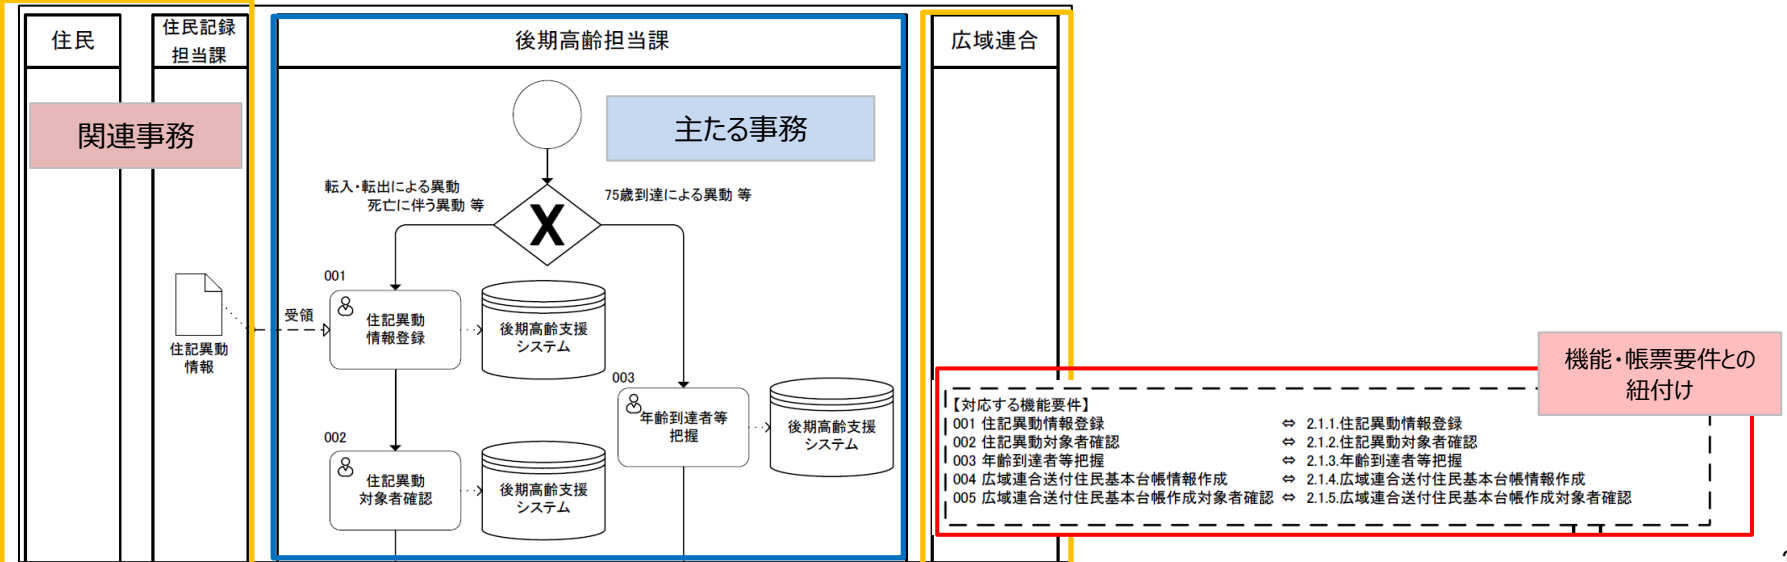 住民
住民記録
担当課
後期高齢担当課
広域連合
関連事務
主たる事務
転入・転出による異動
死亡に伴う異動 等
75歳到達による異動 等
X
001
住記異動
情報登録
後期高齢支援
システム
受領
住記異動
情報
003
年齢到達者等
把握
後期高齢支援
システム
002
住記異動
対象者確認
後期高齢支援
システム
機能・帳票要件との
紐付け
【対応する機能要件】
001 住記異動情報登録 ⇔ 2.1.1.住記異動情報登録
002 住記異動対象者確認 ⇔ 2.1.2.住記異動対象者確認
003 年齢到達者等把握 ⇔ 2.1.3.年齢到達者等把握
004 広域連合送付住民基本台帳情報作成 ⇔ 2.1.4.広域連合送付住民基本台帳情報作成
005 広域連合送付住民基本台帳作成対象者確認 ⇔ 2.1.5.広域連合送付住民基本台帳作成対象者確認